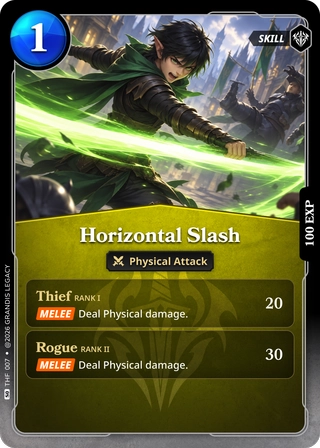 1
SKILL
100 EXP
Horizontal Slash
Physical Attack
Thief RANK I
MELEE Deal Physical damage.
20
Rogue RANK II
MELEE Deal Physical damage.
30
THF 007 • @2026 GRANDIS LEGACY